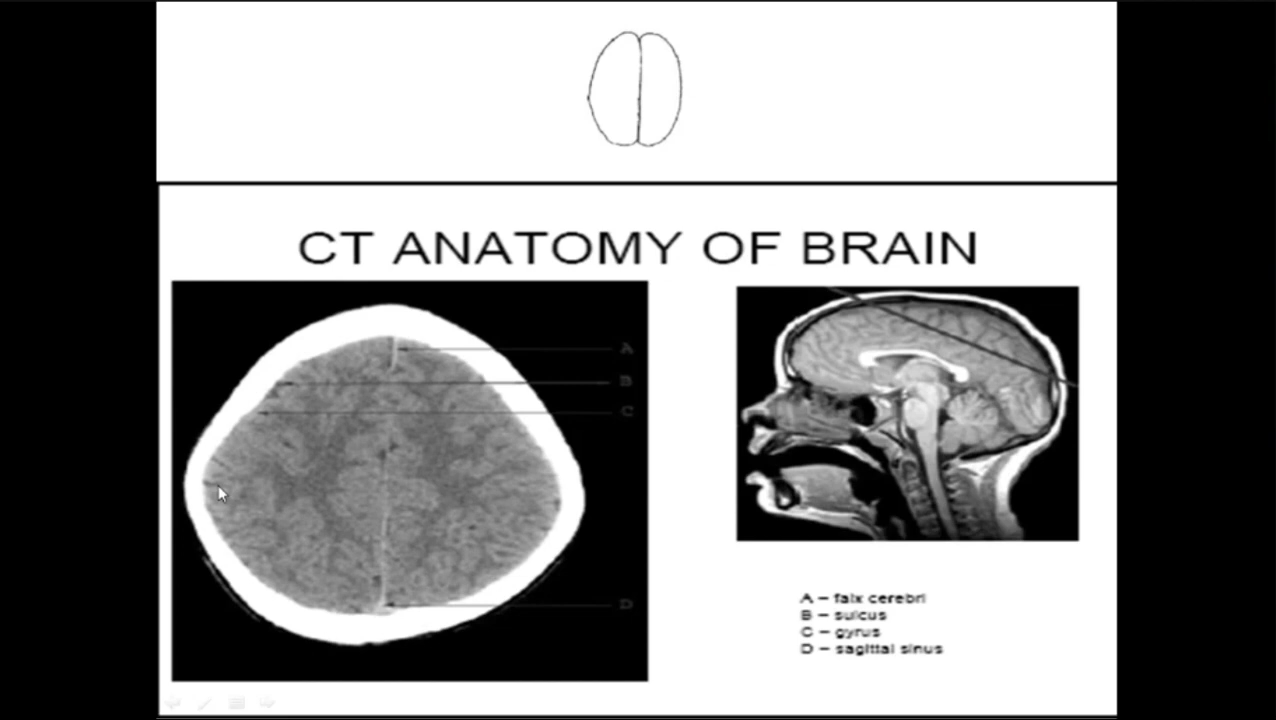 CT ANATOMY OF BRAIN
A
B
C
D
A – falx cerebri
B – sulcus
C – gyrus
D – sagittal sinus